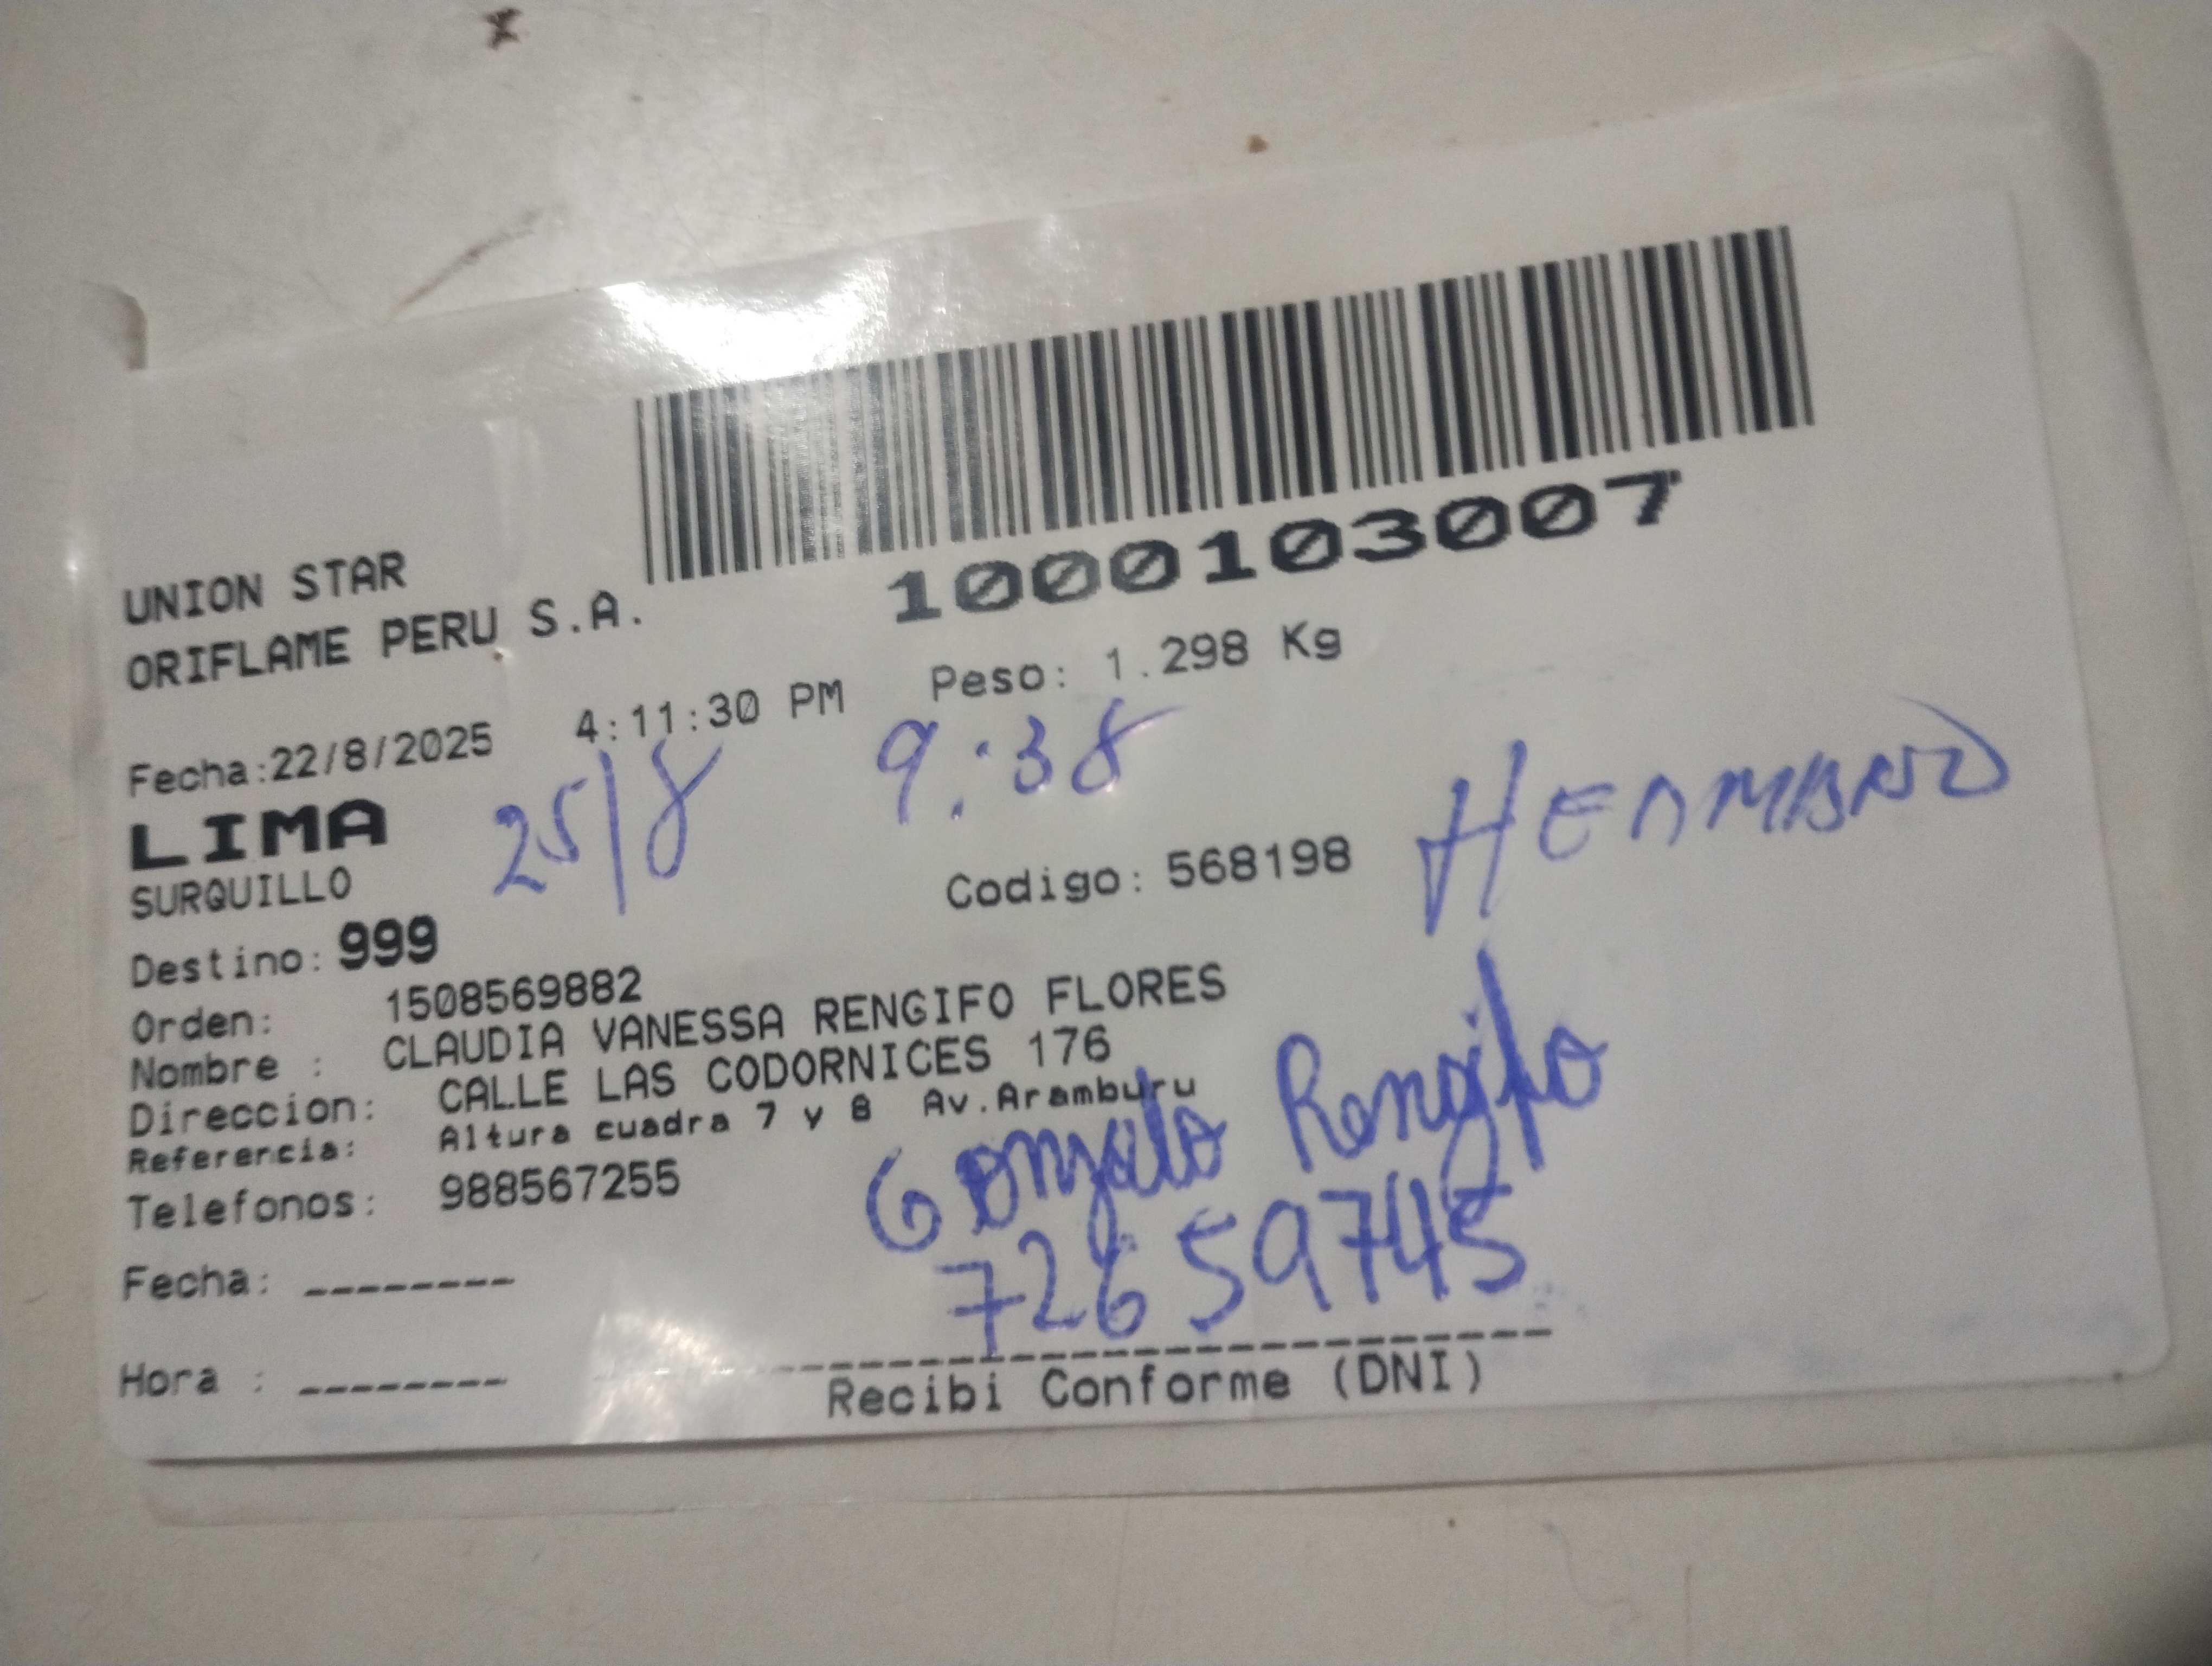 1000103007
UNION STAR
ORIFLAME PERU S.A.
Fecha:22/8/2025 4:11:30 PM Peso: 1.298 Kg
LIMA 25/8 9:38
SURQUILLO
HERMANO
Destino: 999 Codigo: 568198
Orden: 1508569882
Nombre : CLAUDIA VANESSA RENGIFO FLORES
Direccion: CALLE LAS CODORNICES 176
Referencia: Altura cuadra 7 y 8 Av.Aramburu
Telefonos: 988567255
Gonzalo Rengifo
72659745
Fecha: --------
Hora : --------
Recibi Conforme (DNI)